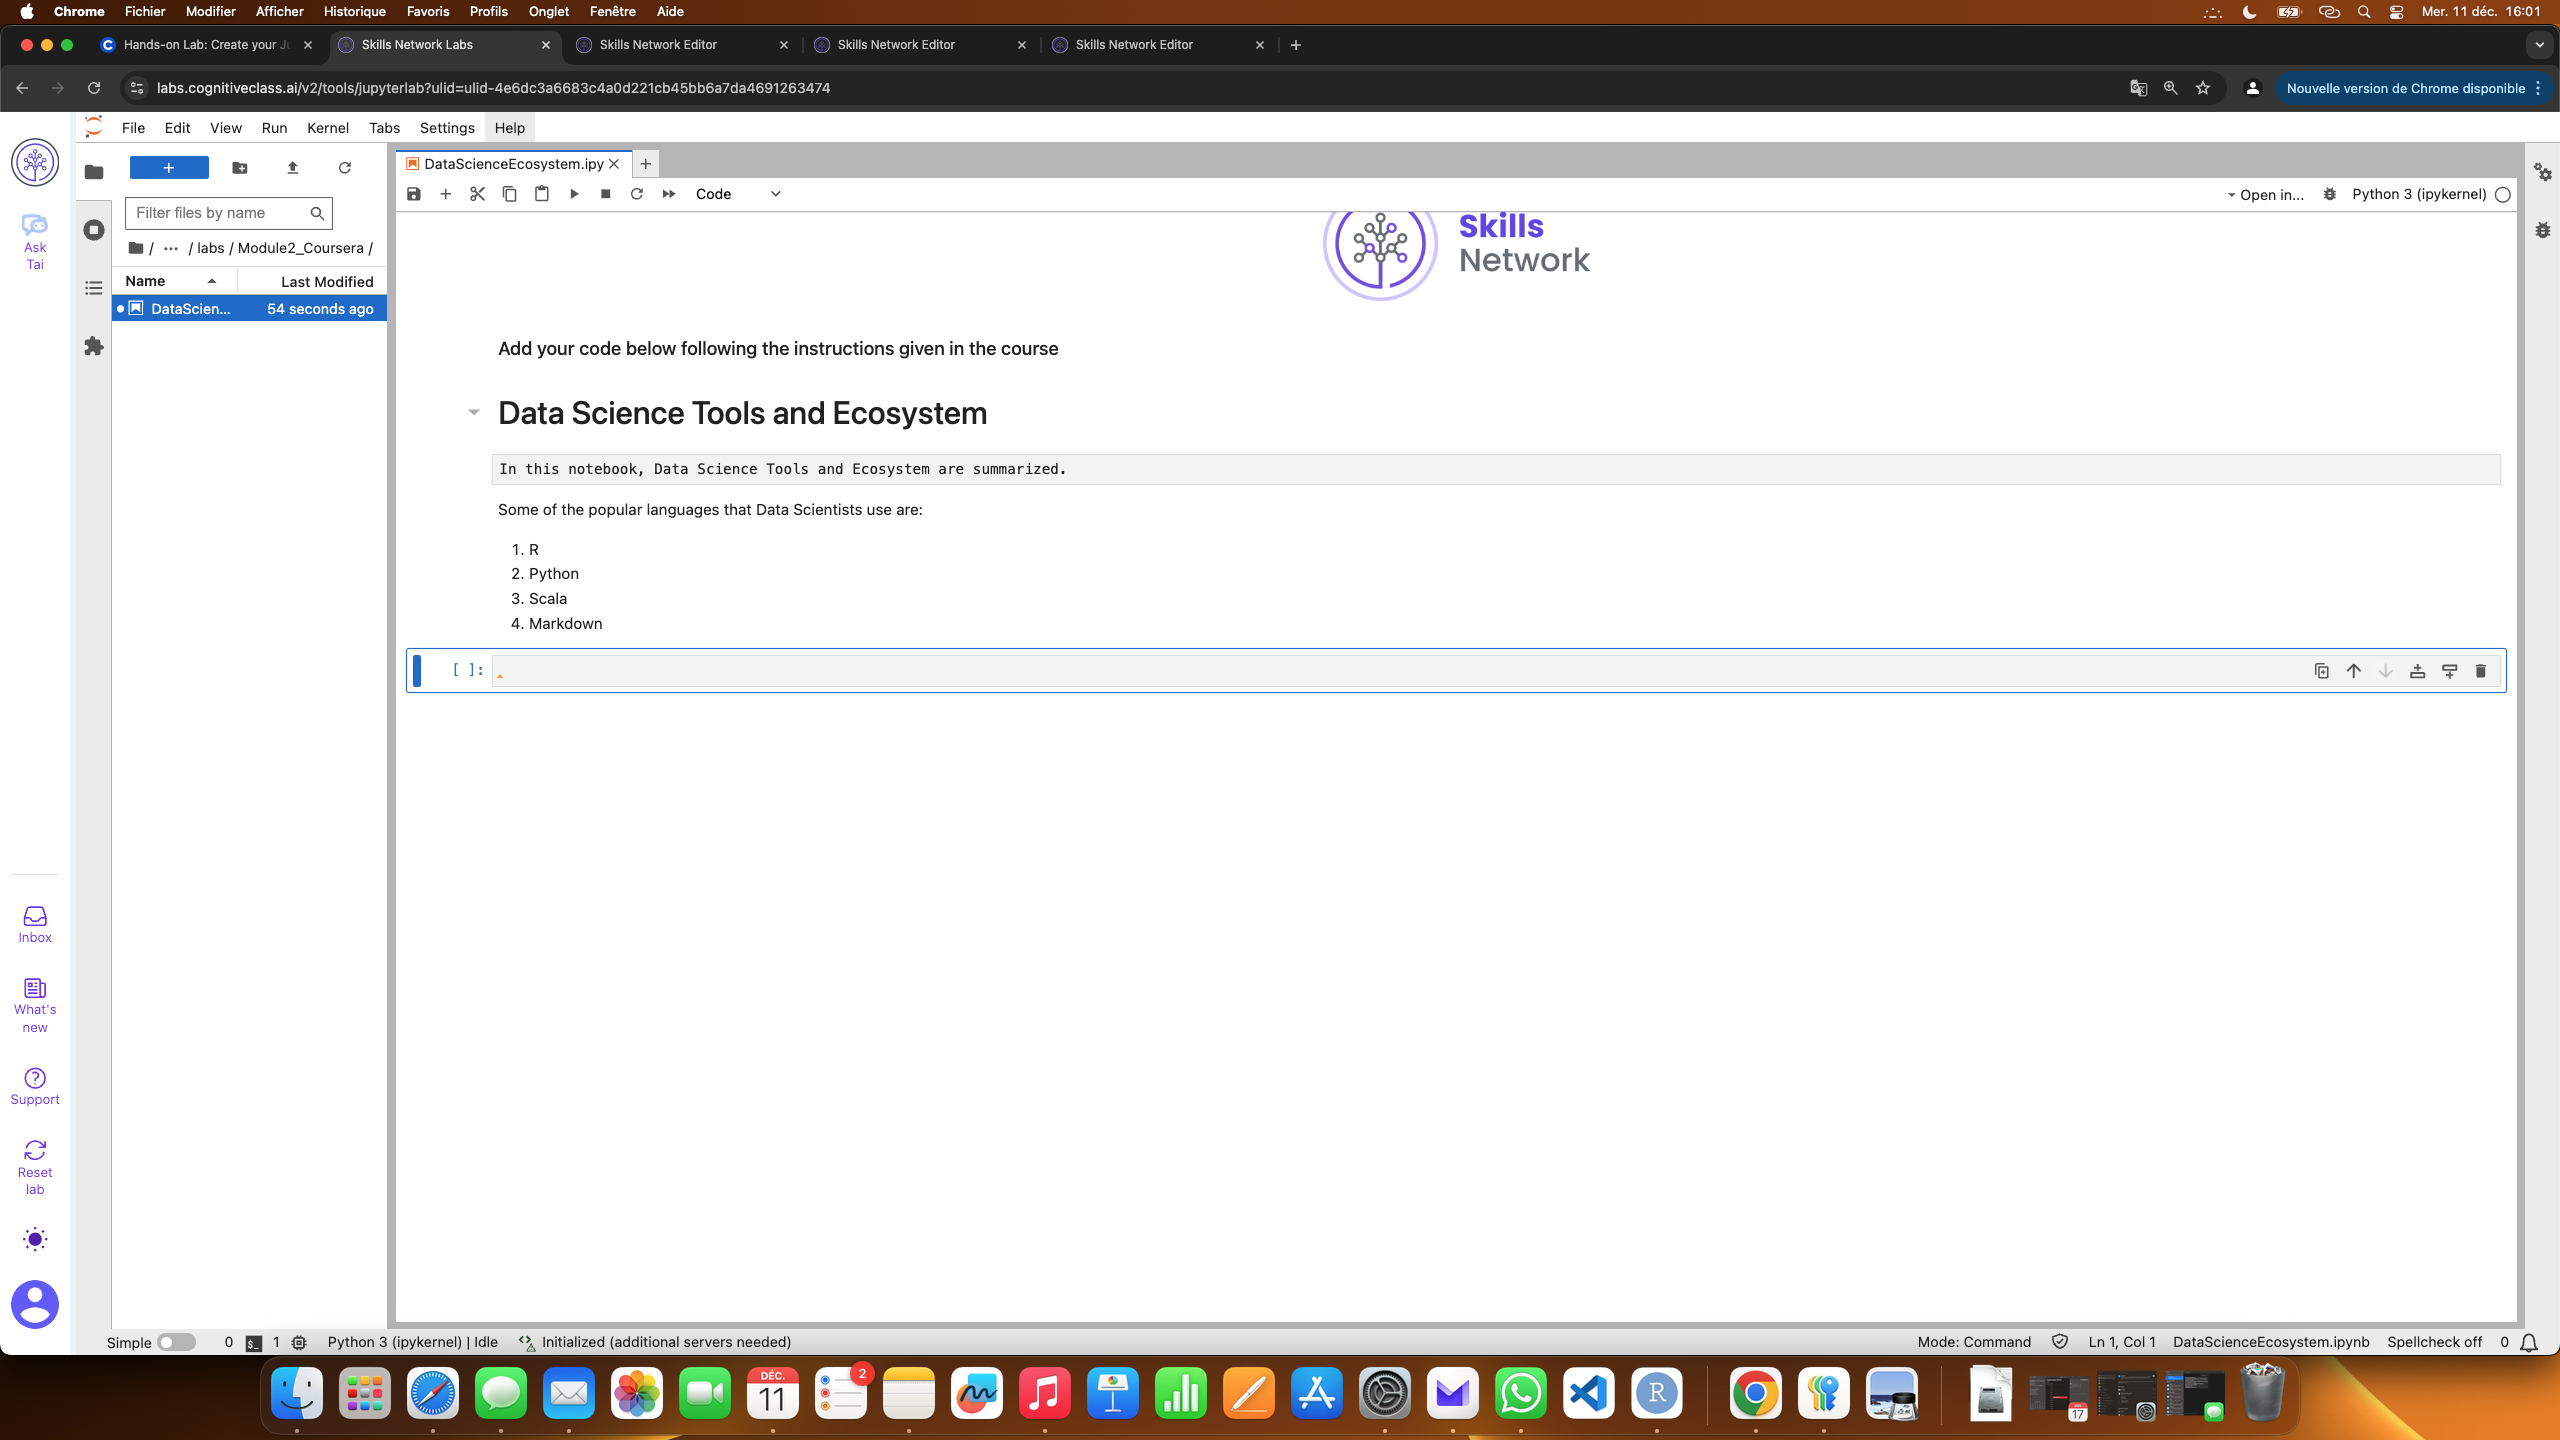 Chrome Fichier Modifier Afficher Historique Favoris Profils Onglet Fenêtre Aide Mer. 11 déc. 16:01
Hands-on Lab: Create your Ju Skills Network Labs Skills Network Editor Skills Network Editor Skills Network Editor
labs.cognitiveclass.ai/v2/tools/jupyterlab?ulid=ulid-4e6dc3a6683c4a0d221cb45bb6a7da4691263474 Nouvelle version de Chrome disponible
File Edit View Run Kernel Tabs Settings Help
DataScienceEcosystem.ipy
Code Open in... Python 3 (ipykernel)
Filter files by name
/ ··· / labs / Module2_Coursera /
Name Last Modified
DataScien... 54 seconds ago
Ask
Tai
Skills
Network
Add your code below following the instructions given in the course
Data Science Tools and Ecosystem
In this notebook, Data Science Tools and Ecosystem are summarized.
Some of the popular languages that Data Scientists use are:
1. R
2. Python
3. Scala
4. Markdown
[ ]:
Inbox
What's
new
Support
Reset
lab
Simple 0 1 Python 3 (ipykernel) | Idle Initialized (additional servers needed) Mode: Command Ln 1, Col 1 DataScienceEcosystem.ipynb Spellcheck off 0
DÉC.
11
2
R
17